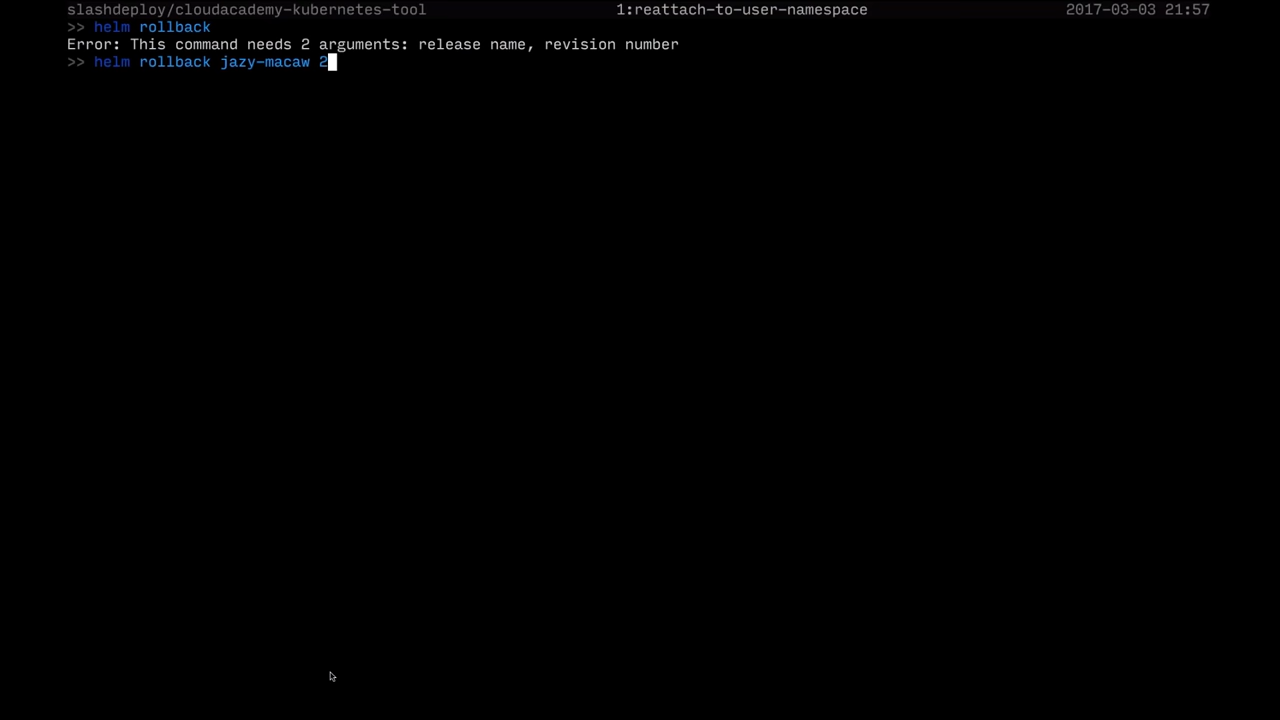 slashdeploy/cloudacademy-kubernetes-tool 1:reattach-to-user-namespace 2017-03-03 21:57
>> helm rollback
Error: This command needs 2 arguments: release name, revision number
>> helm rollback jazy-macaw 2